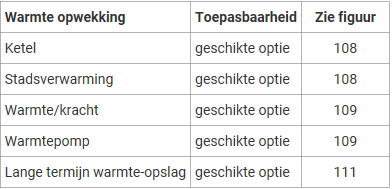 Warmte opwekking Toepasbaarheid Zie figuur
Ketel geschikte optie 108
Stadsverwarming geschikte optie 108
Warmte/kracht geschikte optie 109
Warmtepomp geschikte optie 109
Lange termijn warmte-opslag geschikte optie 111